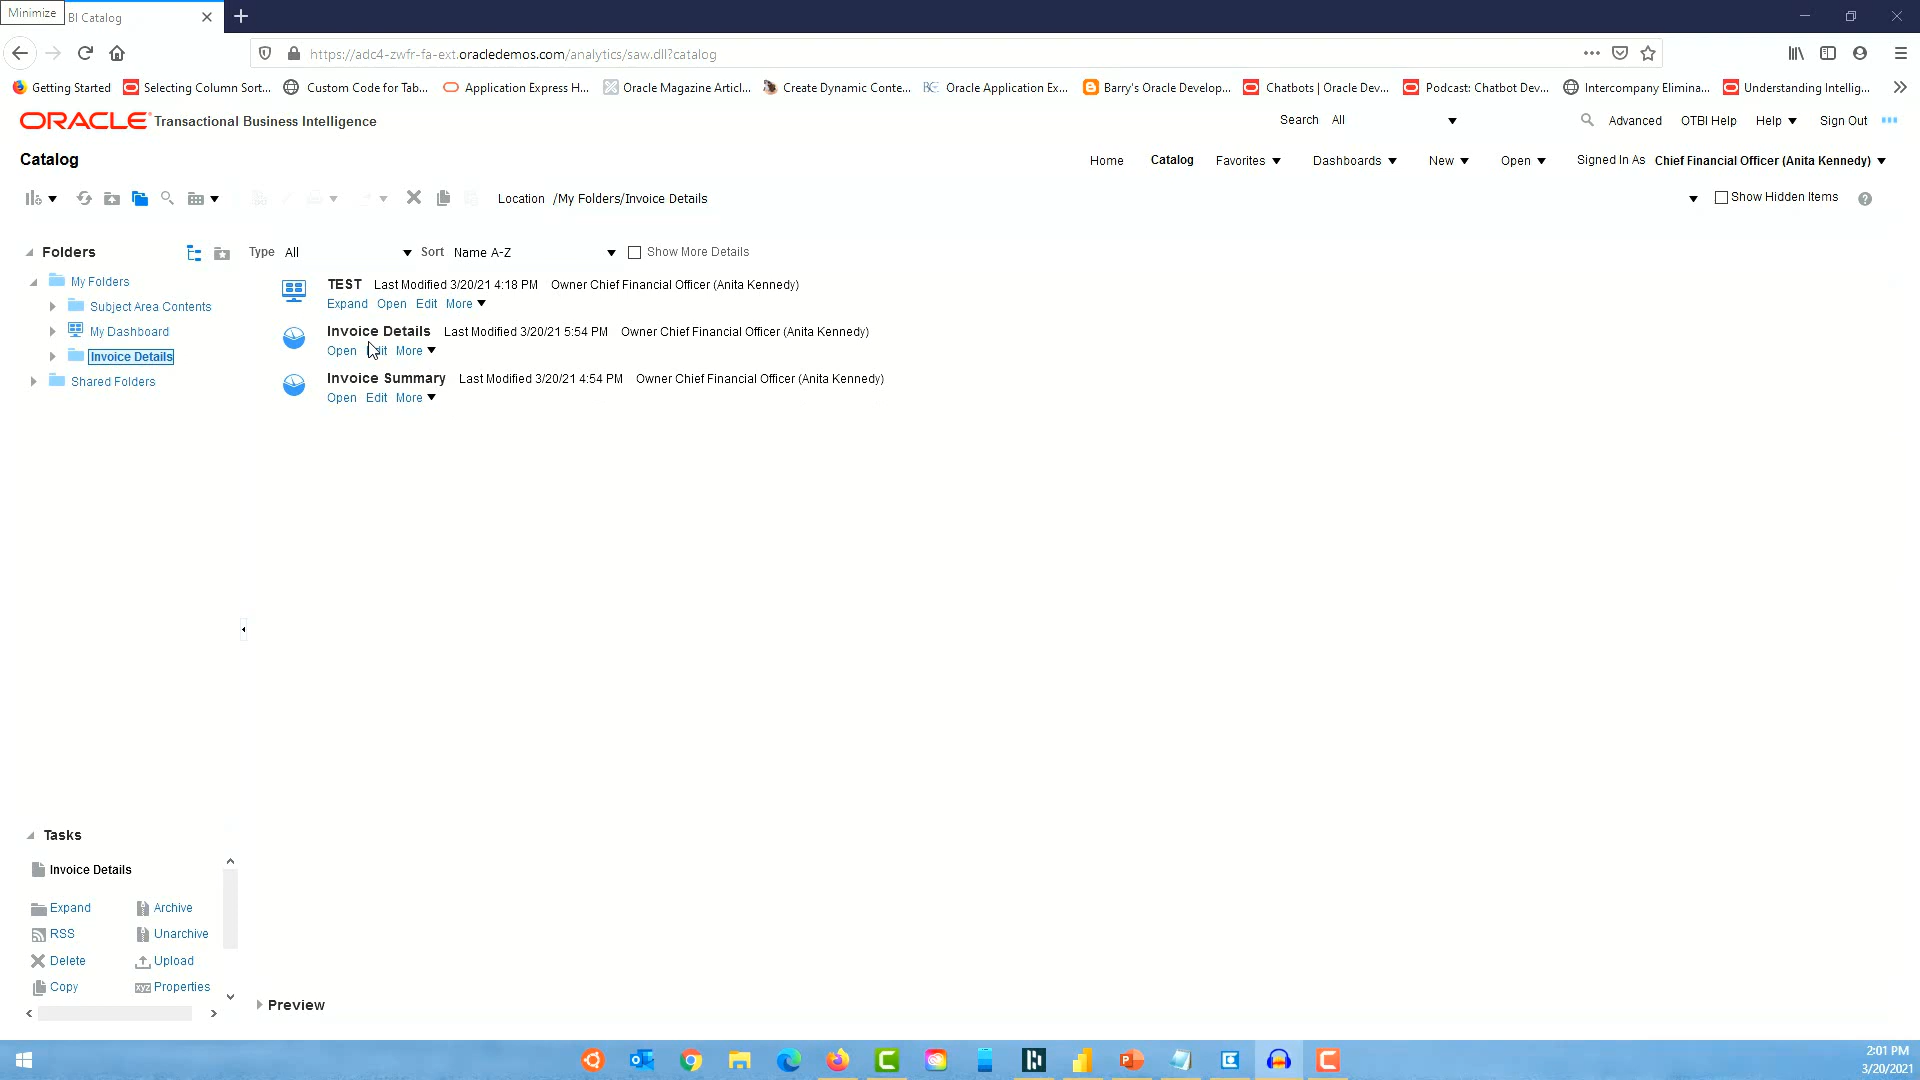 Minimize
BI Catalog
https://adc4-zwfr-fa-ext.oracledemos.com/analytics/saw.dll?catalog
Getting Started Selecting Column Sort... Custom Code for Tab... Application Express H... Oracle Magazine Articl... Create Dynamic Conte... Oracle Application Ex... Barry's Oracle Develop... Chatbots | Oracle Dev... Podcast: Chatbot Dev... Intercompany Elimina... Understanding Intellig...
ORACLE Transactional Business Intelligence
Search All Advanced OTBI Help Help Sign Out
Catalog
Home Catalog Favorites Dashboards New Open Signed In As Chief Financial Officer (Anita Kennedy)
Location /My Folders/Invoice Details
Show Hidden Items
Folders
Type All Sort Name A-Z Show More Details
My Folders
Subject Area Contents
My Dashboard
Invoice Details
Shared Folders
TEST Last Modified 3/20/21 4:18 PM Owner Chief Financial Officer (Anita Kennedy)
Expand Open Edit More
Invoice Details Last Modified 3/20/21 5:54 PM Owner Chief Financial Officer (Anita Kennedy)
Open Edit More
Invoice Summary Last Modified 3/20/21 4:54 PM Owner Chief Financial Officer (Anita Kennedy)
Open Edit More
Tasks
Invoice Details
Expand Archive
RSS Unarchive
Delete Upload
Copy Properties
Preview
2:01 PM
3/20/2021